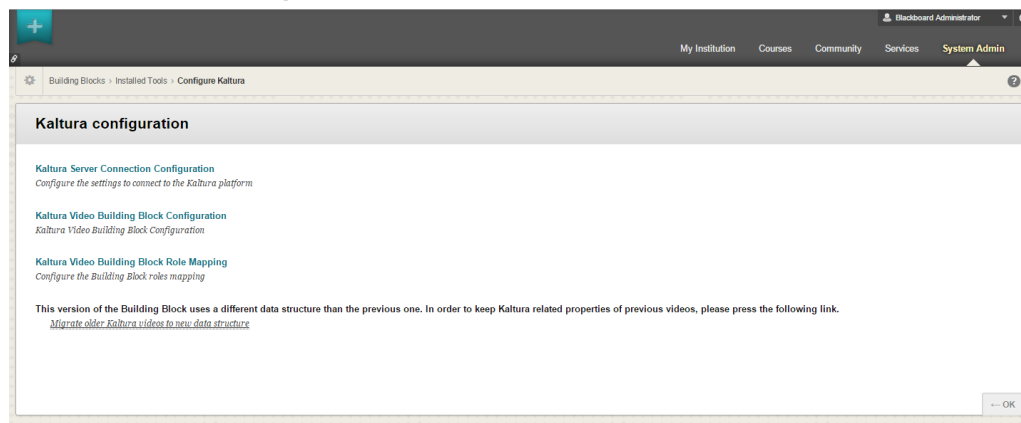 Blackboard Administrator
My Institution Courses Community Services System Admin
Building Blocks > Installed Tools > Configure Kaltura
Kaltura configuration
Kaltura Server Connection Configuration
Configure the settings to connect to the Kaltura platform
Kaltura Video Building Block Configuration
Kaltura Video Building Block Configuration
Kaltura Video Building Block Role Mapping
Configure the Building Block roles mapping
This version of the Building Block uses a different data structure than the previous one. In order to keep Kaltura related properties of previous videos, please press the following link.
Migrate older Kaltura videos to new data structure
← OK